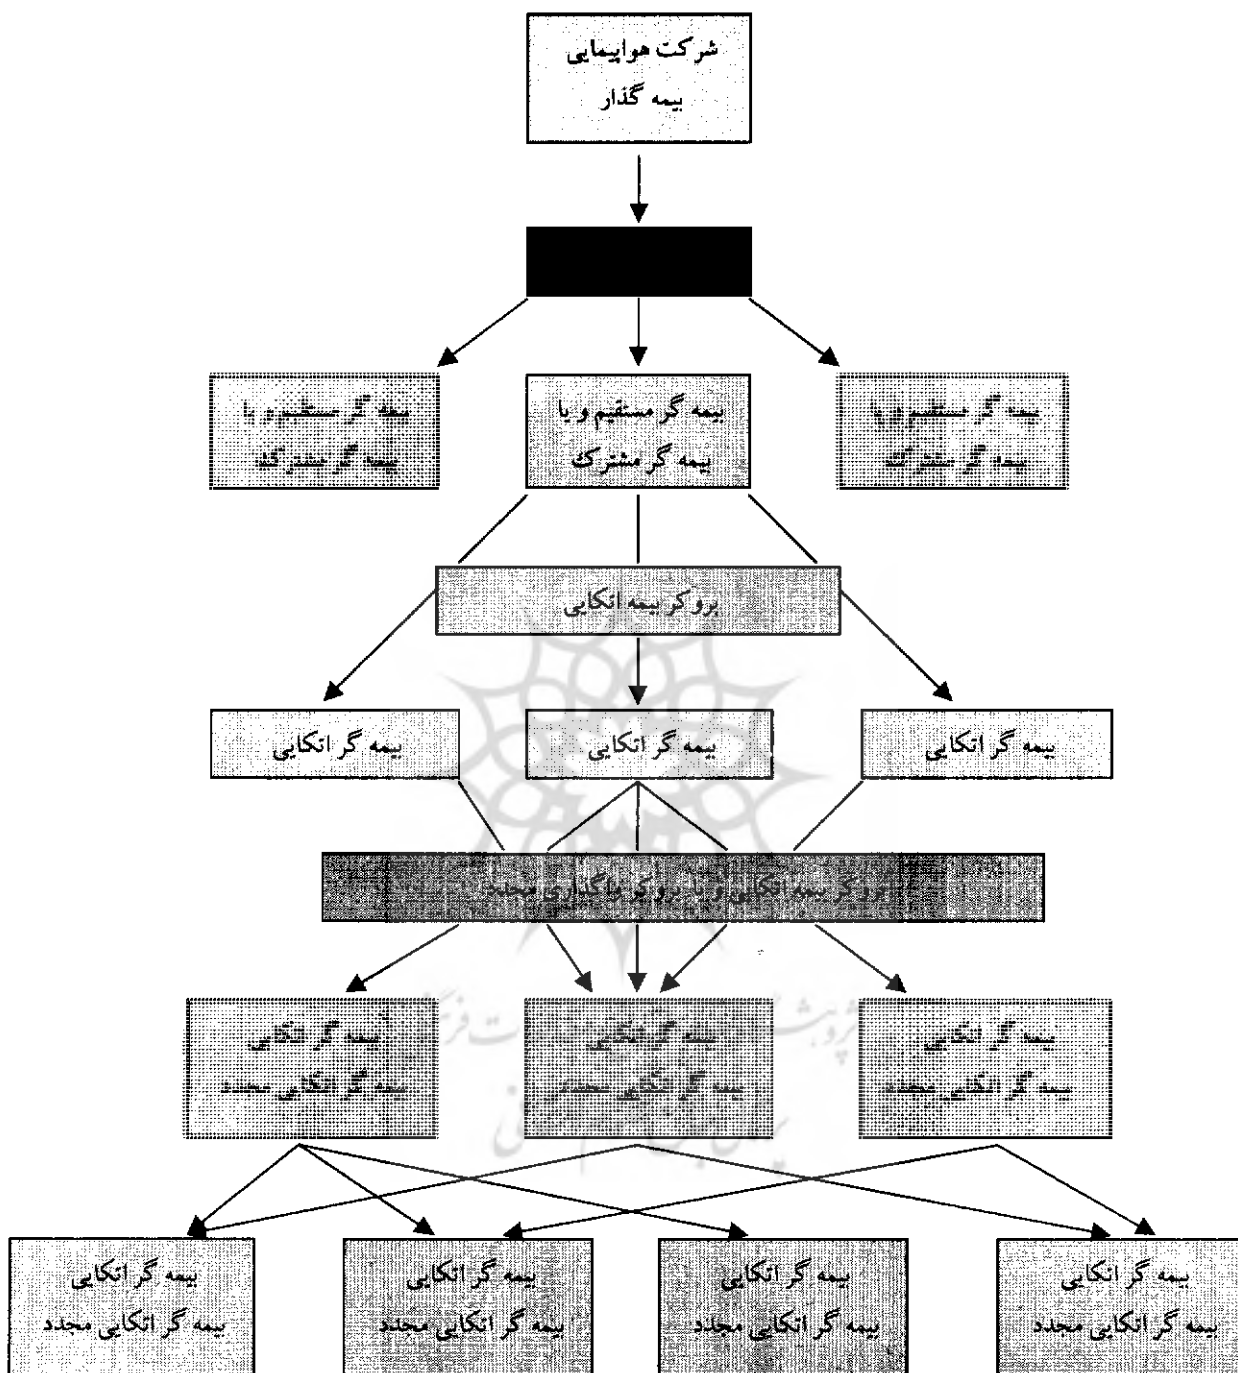 شرکت هواپیمایی
بیمه گذار
بیمه گر مستقیم و یا
بیمه گر مشترک
بیمه گر مستقیم و یا
بیمه گر مشترک
بیمه گر مستقیم و یا
بیمه گر مشترک
بروکر بیمه اتکایی
بیمه گر اتکایی
بیمه گر اتکایی
بیمه گر اتکایی
بروکر بیمه اتکایی و یا بروکر واگذاری مجدد
بیمه گر اتکایی
بیمه گر اتکایی مجدد
بیمه گر اتکایی
بیمه گر اتکایی مجدد
بیمه گر اتکایی
بیمه گر اتکایی مجدد
بیمه گر اتکایی
بیمه گر اتکایی مجدد
بیمه گر اتکایی
بیمه گر اتکایی مجدد
بیمه گر اتکایی
بیمه گر اتکایی مجدد
بیمه گر اتکایی
بیمه گر اتکایی مجدد